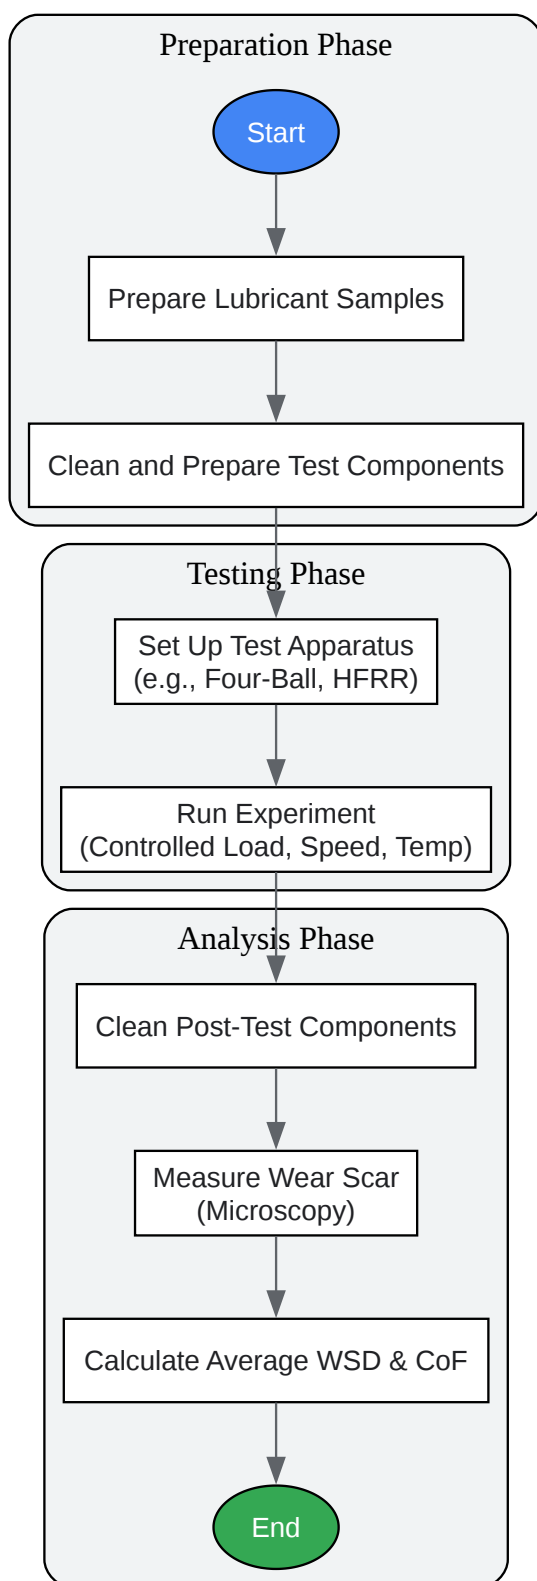 Preparation Phase
Start
Prepare Lubricant Samples
Clean and Prepare Test Components
Testing Phase
Set Up Test Apparatus
(e.g., Four-Ball, HFRR)
Run Experiment
(Controlled Load, Speed, Temp)
Analysis Phase
Clean Post-Test Components
Measure Wear Scar
(Microscopy)
Calculate Average WSD & CoF
End